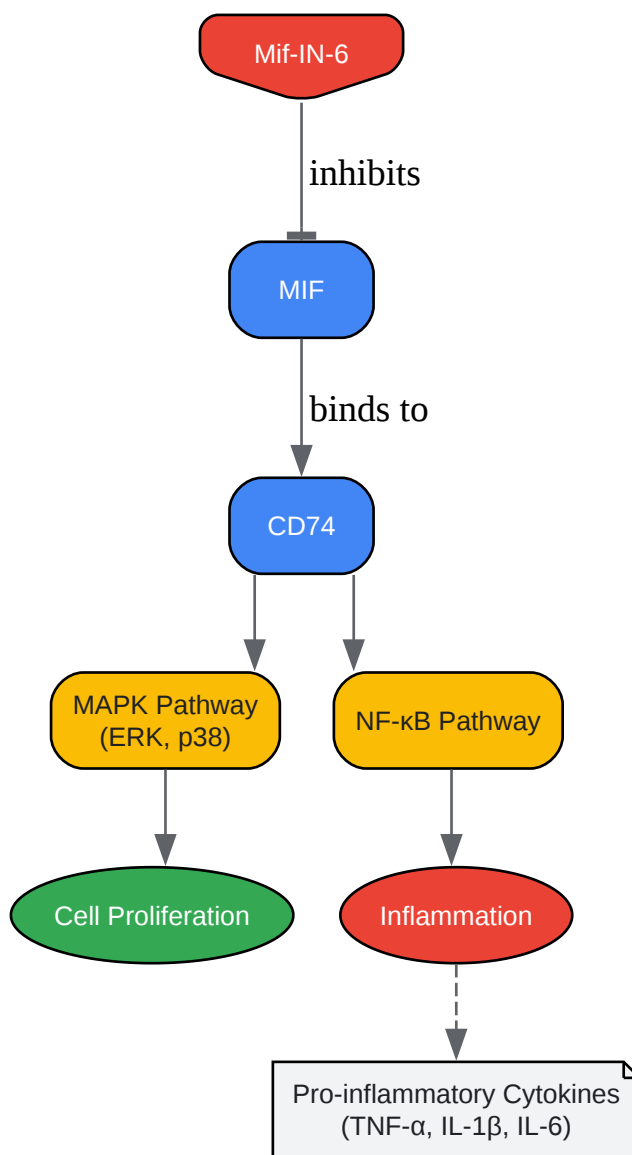 Mif-IN-6
inhibits
MIF
binds to
CD74
MAPK Pathway
(ERK, p38)
NF-κB Pathway
Cell Proliferation
Inflammation
Pro-inflammatory Cytokines
(TNF-α, IL-1β, IL-6)